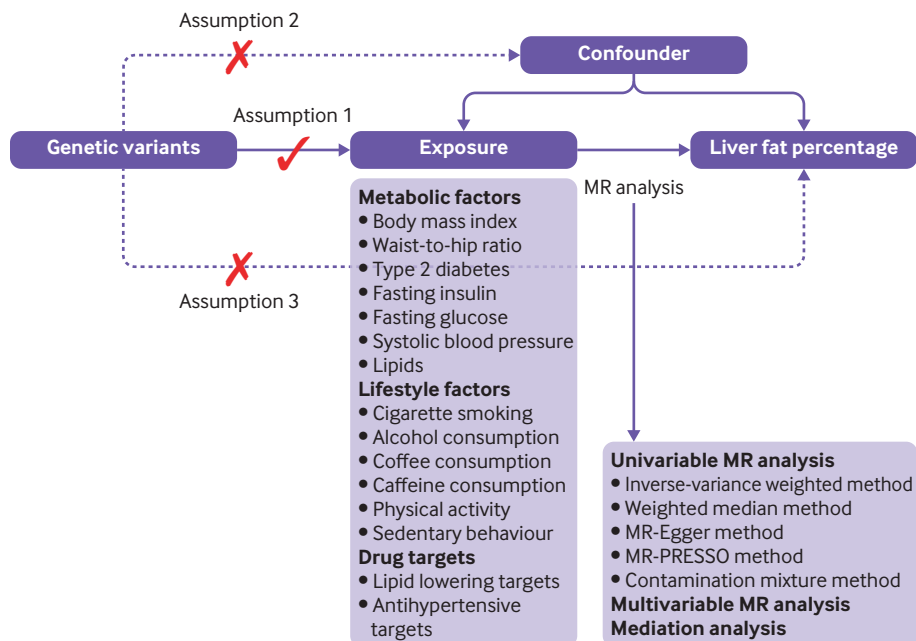 Assumption 2
Confounder
Assumption 1
Genetic variants
Exposure
Liver fat percentage
MR analysis
Assumption 3
Metabolic factors
• Body mass index
• Waist-to-hip ratio
• Type 2 diabetes
• Fasting insulin
• Fasting glucose
• Systolic blood pressure
• Lipids
Lifestyle factors
• Cigarette smoking
• Alcohol consumption
• Coffee consumption
• Caffeine consumption
• Physical activity
• Sedentary behaviour
Drug targets
• Lipid lowering targets
• Antihypertensive
targets
Univariable MR analysis
• Inverse-variance weighted method
• Weighted median method
• MR-Egger method
• MR-PRESSO method
• Contamination mixture method
Multivariable MR analysis
Mediation analysis